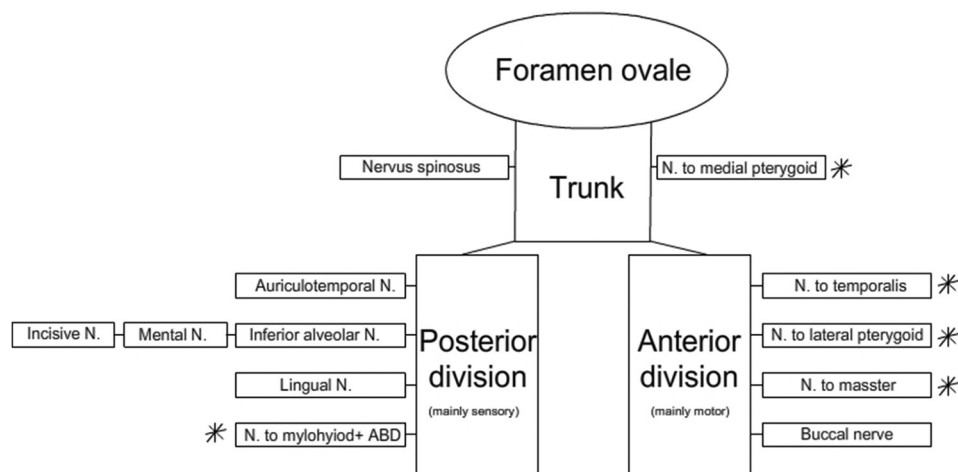 Foramen ovale
Nervus spinosus
Trunk
N. to medial pterygoid
Auriculotemporal N.
N. to temporalis
Incisive N.
Mental N.
Inferior alveolar N.
Posterior
division
(mainly sensory)
Anterior
division
(mainly motor)
N. to lateral pterygoid
Lingual N.
N. to masster
N. to mylohyiod+ ABD
Buccal nerve